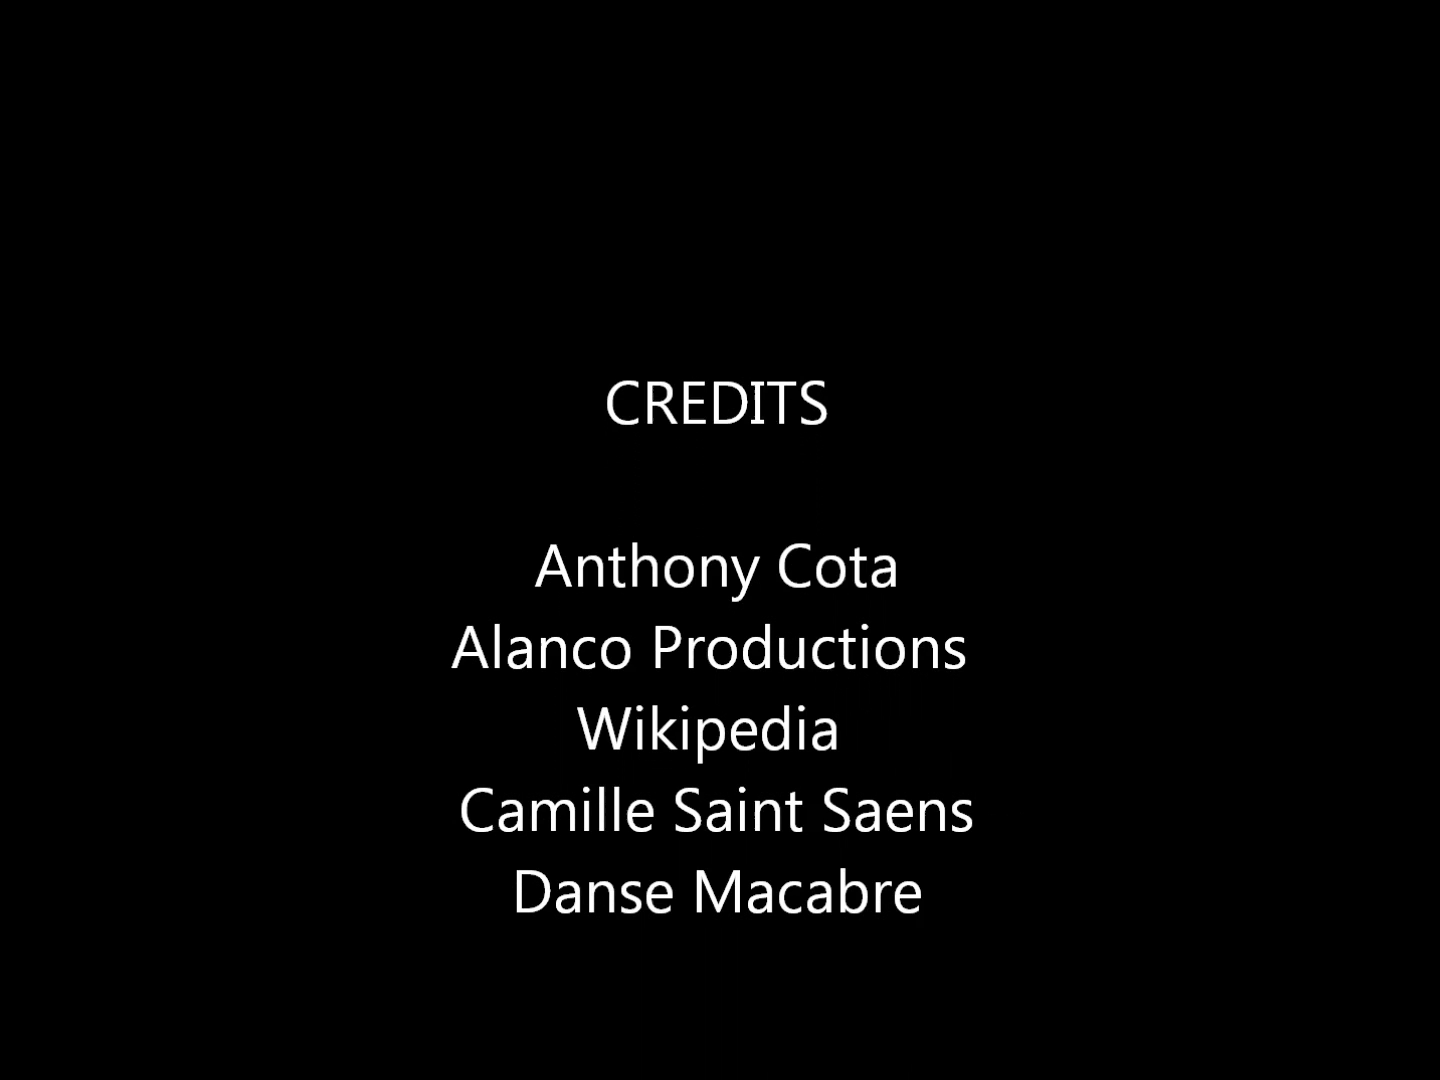 CREDITS
Anthony Cota
Alanco Productions
Wikipedia
Camille Saint Saens
Danse Macabre